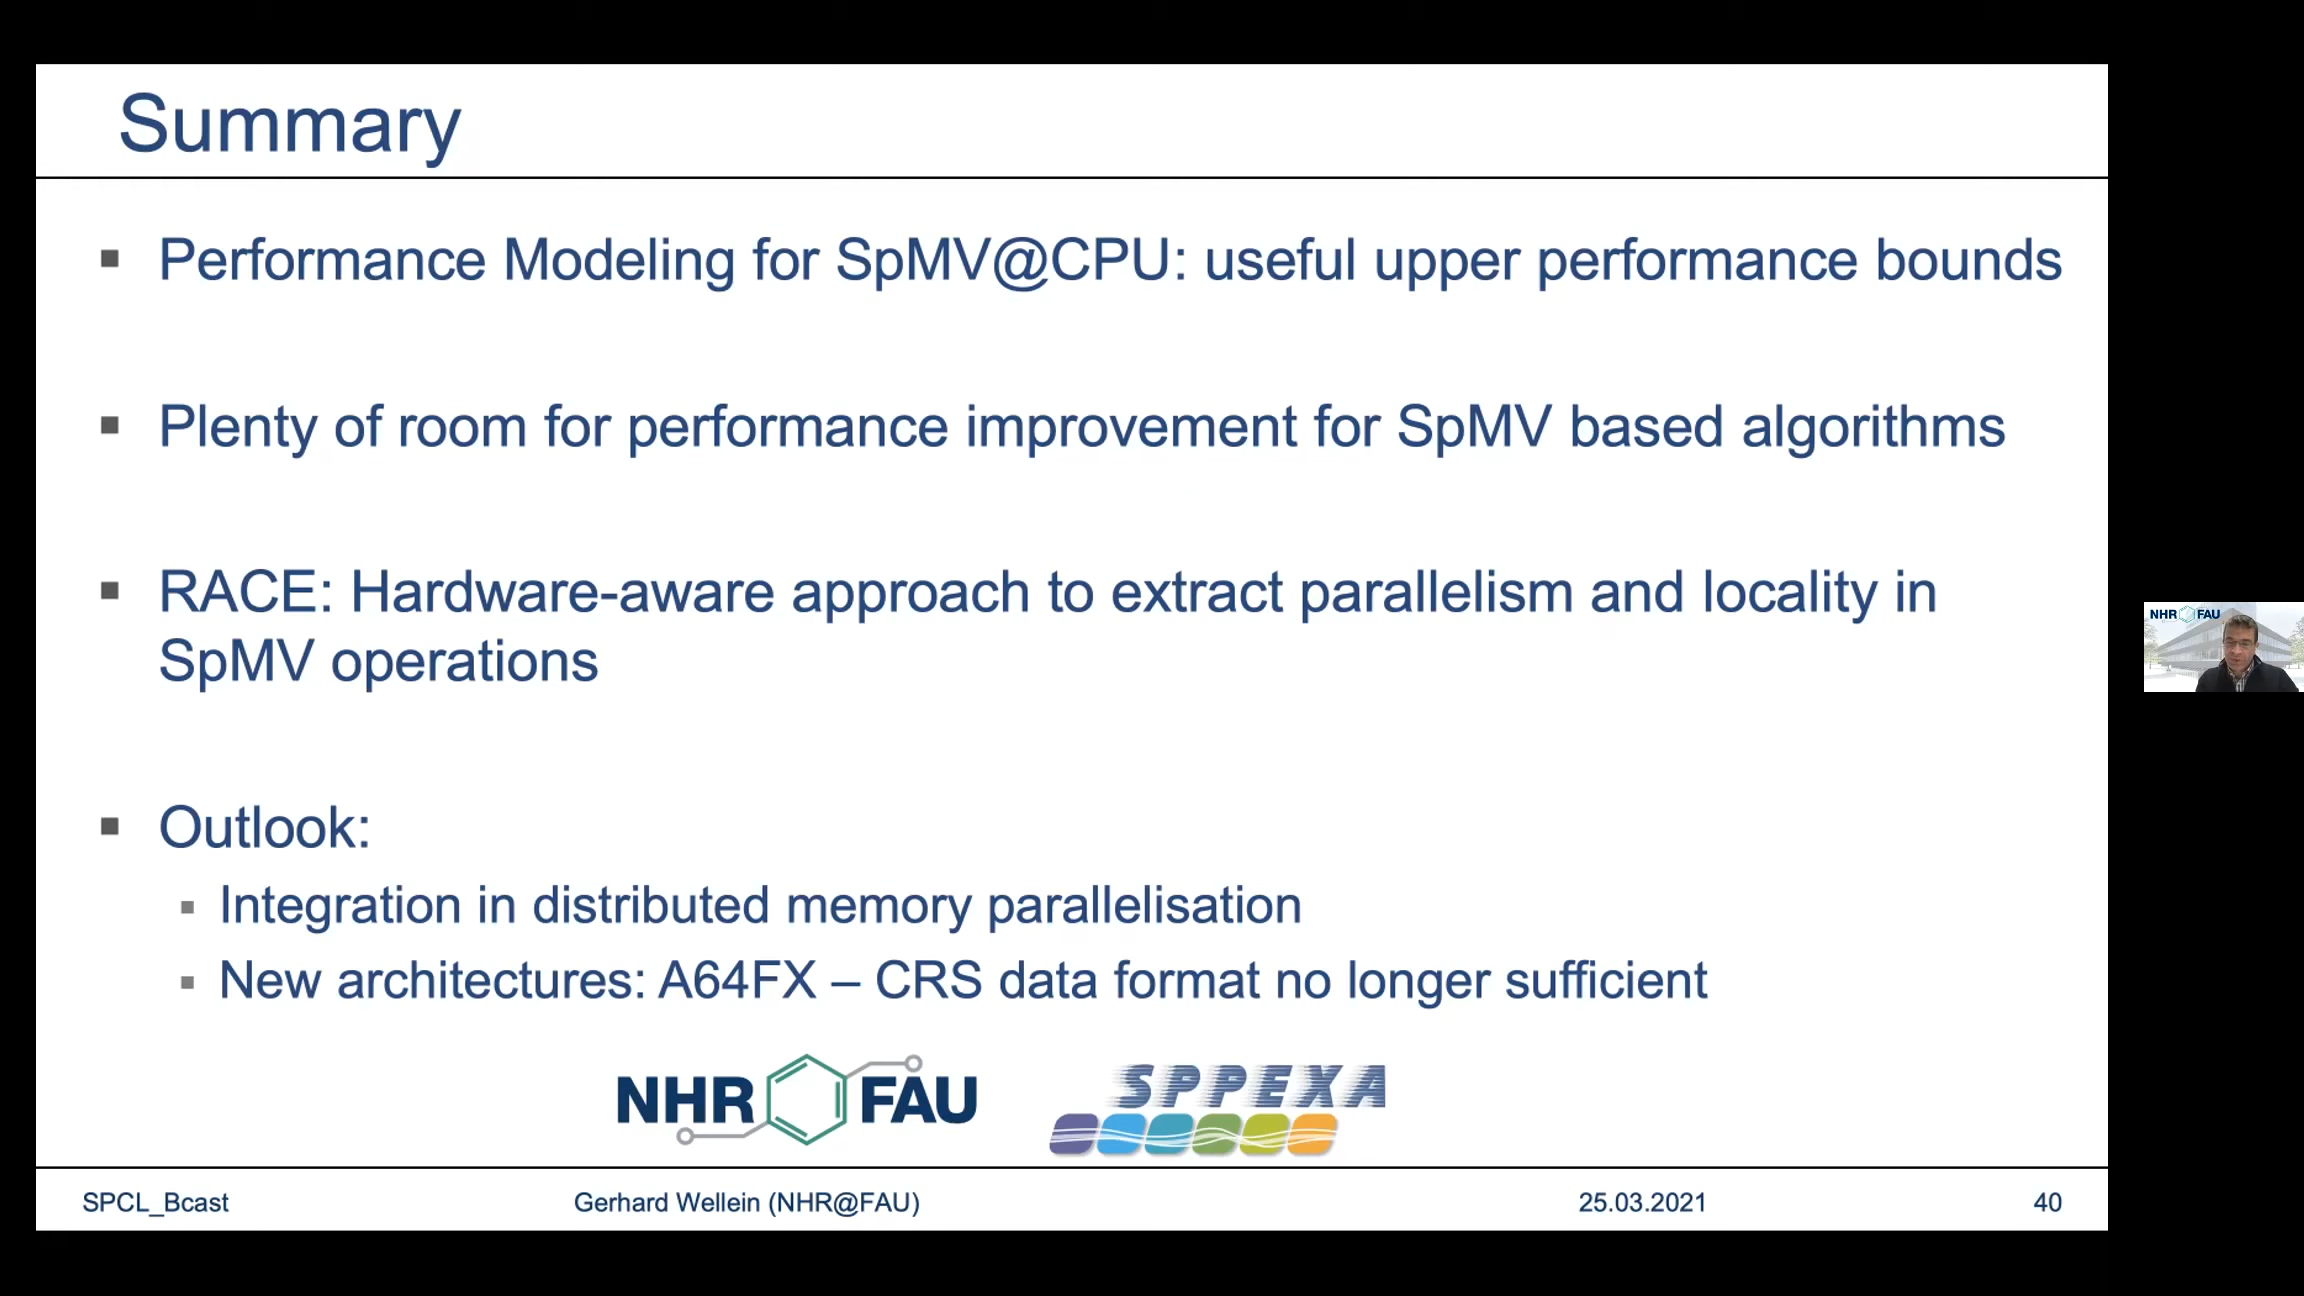 Summary
Performance Modeling for SpMV@CPU: useful upper performance bounds
Plenty of room for performance improvement for SpMV based algorithms
RACE: Hardware-aware approach to extract parallelism and locality in
SpMV operations
Outlook:
Integration in distributed memory parallelisation
New architectures: A64FX – CRS data format no longer sufficient
NHR FAU
SPPEXA
SPCL_Bcast Gerhard Wellein (NHR@FAU) 25.03.2021 40
NHR FAU